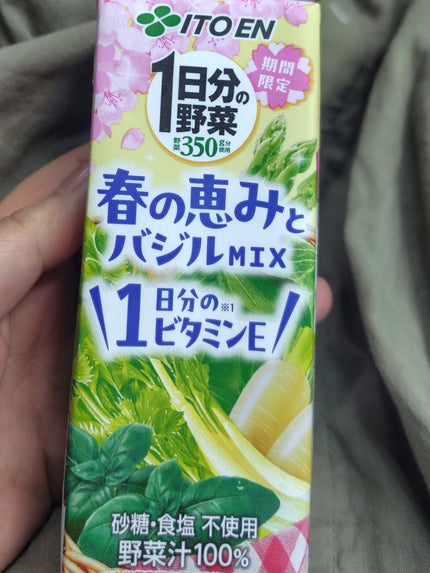 ITO EN
期間
限定
1日分の
野菜
野菜350g分使用
春の恵みと
バジルMIX
1日分の※1
ビタミンE
砂糖・食塩 不使用
野菜汁100%